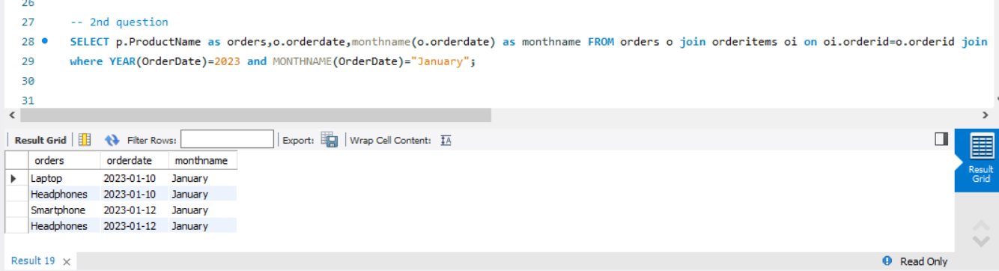 26
27 -- 2nd question
28 SELECT p.ProductName as orders,o.orderdate,monthname(o.orderdate) as monthname FROM orders o join orderitems oi on oi.orderid=o.orderid join
29 where YEAR(OrderDate)=2023 and MONTHNAME(OrderDate)="January";
30
31
Result Grid Filter Rows: Export: Wrap Cell Content: IA
orders orderdate monthname
Laptop 2023-01-10 January
Headphones 2023-01-10 January
Smartphone 2023-01-12 January
Headphones 2023-01-12 January
Result
Grid
Result 19 Read Only